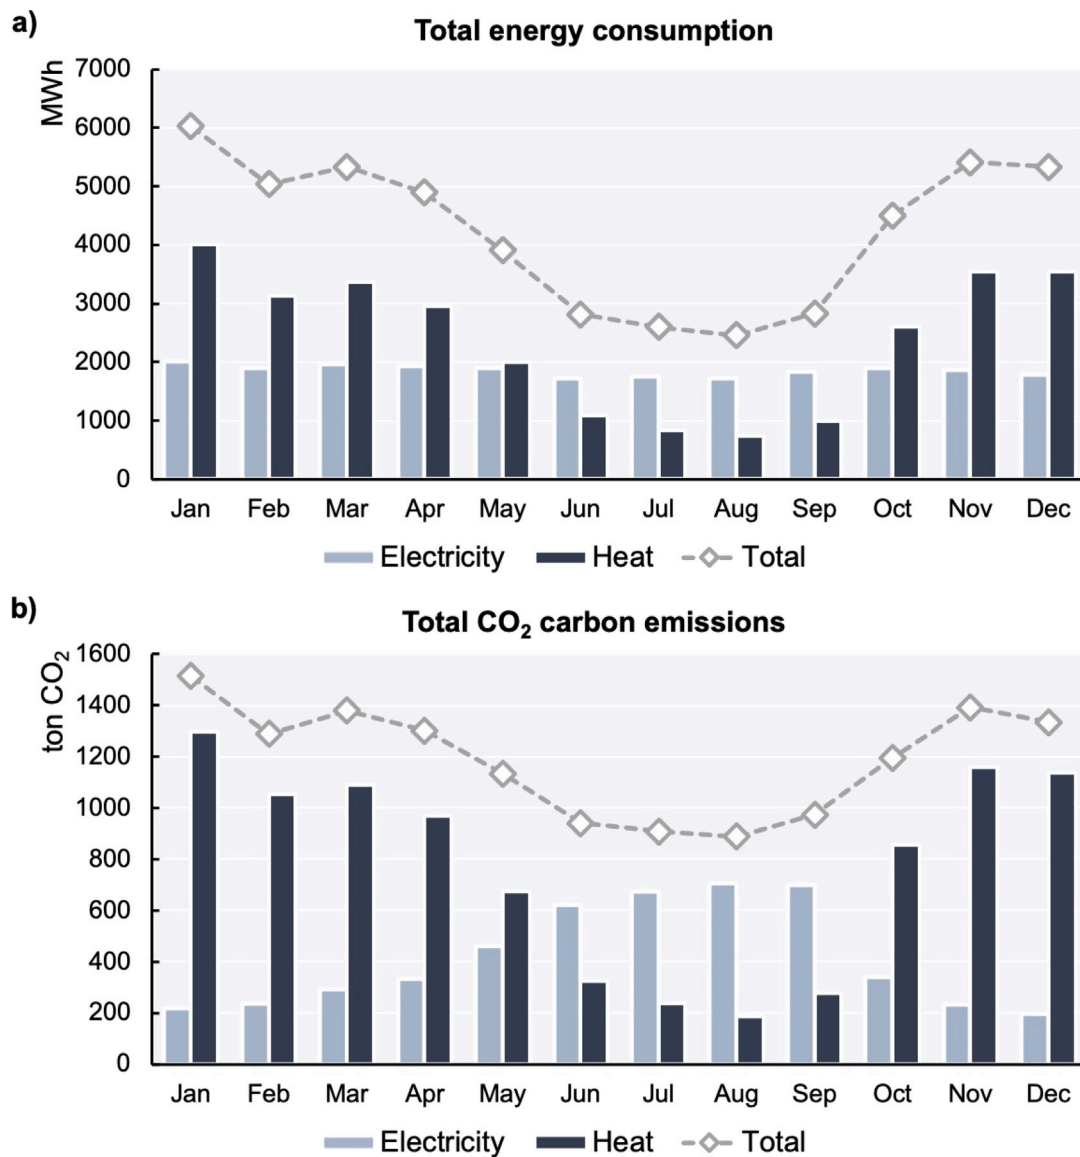 a)
Total energy consumption
MWh
7000
6000
5000
4000
3000
2000
1000
0
Jan Feb Mar Apr May Jun Jul Aug Sep Oct Nov Dec
Electricity Heat Total
b)
Total CO₂ carbon emissions
ton CO₂
1600
1400
1200
1000
800
600
400
200
0
Jan Feb Mar Apr May Jun Jul Aug Sep Oct Nov Dec
Electricity Heat Total